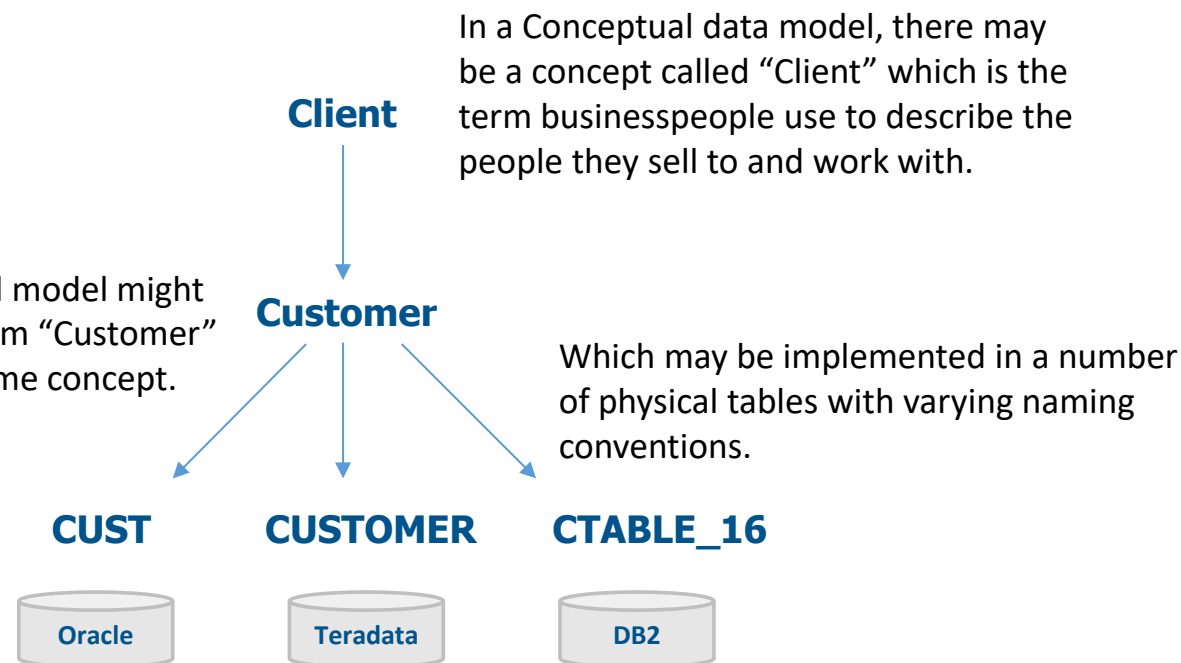 In a Conceptual data model, there may
be a concept called “Client” which is the
term businesspeople use to describe the
people they sell to and work with.
Client
model might
“Customer”
concept.
Customer
Which may be implemented in a number
of physical tables with varying naming
conventions.
CUST CUSTOMER CTABLE_16
Oracle Teradata DB2